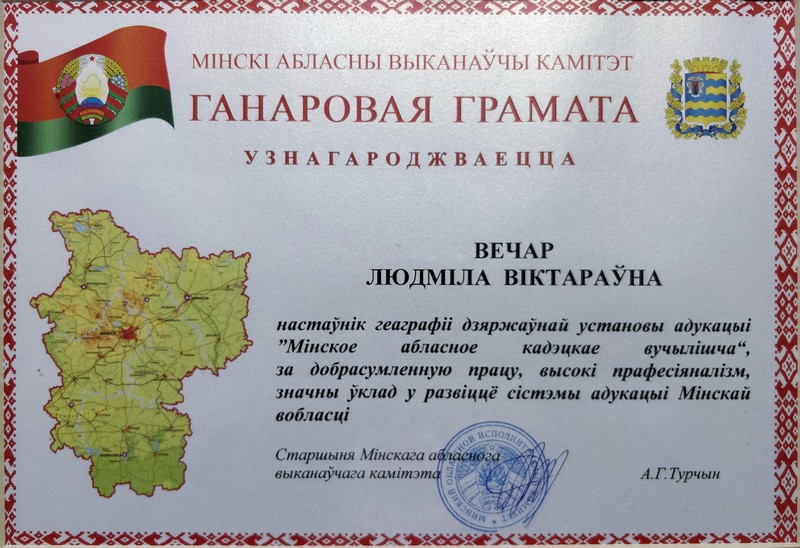 МІНСКІ АБЛАСНЫ ВЫКАНАЎЧЫ КАМІТЭТ
ГАНАРОВАЯ ГРАМАТА
УЗНАГАРОДЖВАЕЦЦА
ВЕЧАР
ЛЮДМІЛА ВІКТАРАЎНА
настаўнік геаграфіі дзяржаўнай установы адукацыі
”Мінское абласное кадэцкае вучылішча“,
за добрасумленную працу, высокі прафесіяналізм,
значны ўклад у развіццё сістэмы адукацыі Мінскай
вобласці
Старшыня Мінскага абласнога
выканаўчага камітэта
А.Г.Турчын